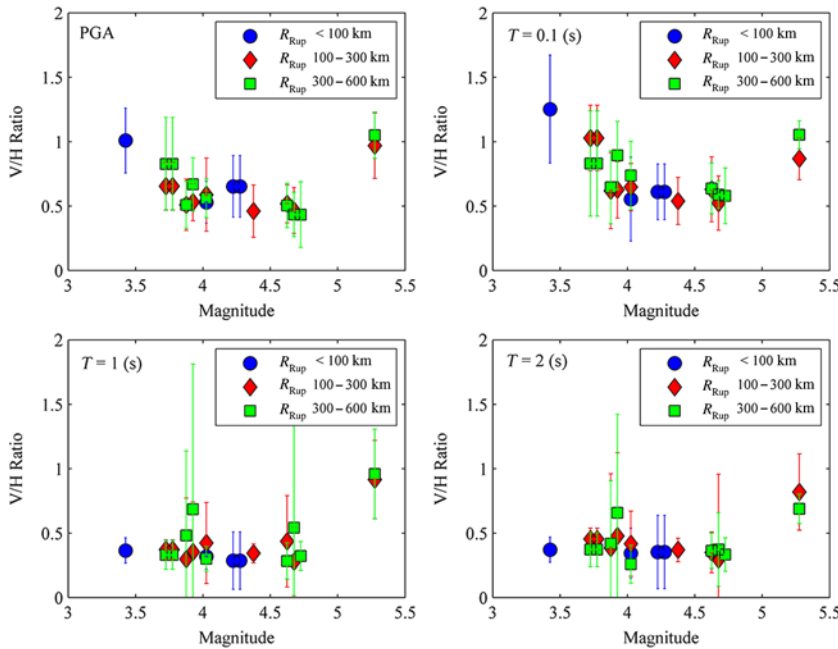 PGA
R_Rup < 100 km
R_Rup 100 – 300 km
R_Rup 300 – 600 km
2
1.5
1
0.5
0
V/H Ratio
3 3.5 4 4.5 5 5.5
Magnitude
T = 0.1 (s)
R_Rup < 100 km
R_Rup 100 – 300 km
R_Rup 300 – 600 km
2
1.5
1
0.5
0
V/H Ratio
3 3.5 4 4.5 5 5.5
Magnitude
T = 1 (s)
R_Rup < 100 km
R_Rup 100 – 300 km
R_Rup 300 – 600 km
2
1.5
1
0.5
0
V/H Ratio
3 3.5 4 4.5 5 5.5
Magnitude
T = 2 (s)
R_Rup < 100 km
R_Rup 100 – 300 km
R_Rup 300 – 600 km
2
1.5
1
0.5
0
V/H Ratio
3 3.5 4 4.5 5 5.5
Magnitude